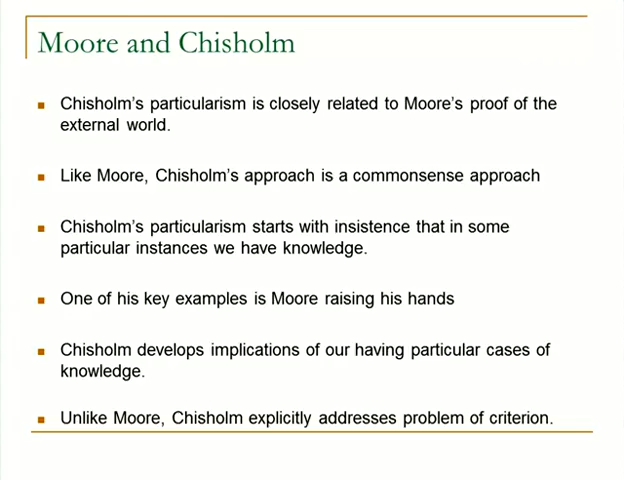 Moore and Chisholm
Chisholm's particularism is closely related to Moore's proof of the
external world.
Like Moore, Chisholm's approach is a commonsense approach
Chisholm's particularism starts with insistence that in some
particular instances we have knowledge.
One of his key examples is Moore raising his hands
Chisholm develops implications of our having particular cases of
knowledge.
Unlike Moore, Chisholm explicitly addresses problem of criterion.